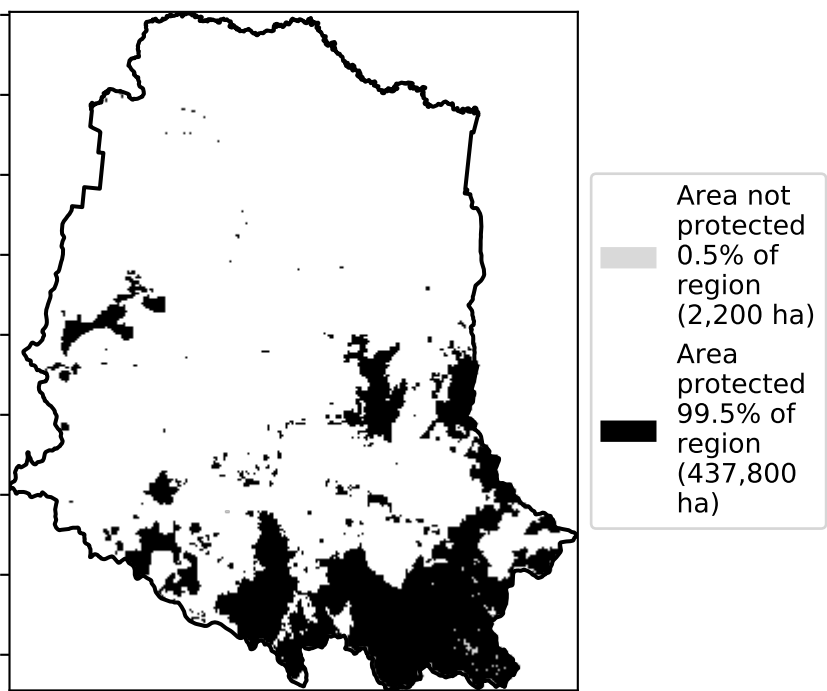 Area not
protected
0.5% of
region
(2,200 ha)
Area
protected
99.5% of
region
(437,800
ha)